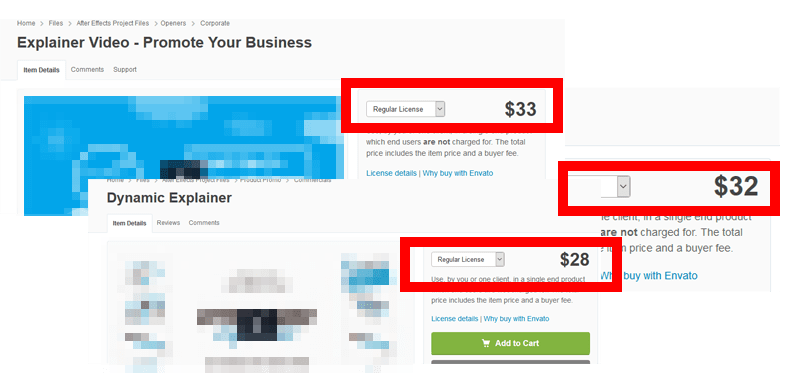 Home > Files > After Effects Project Files > Openers > Corporate
Explainer Video - Promote Your Business
Item Details Comments Support
Regular License $33
which end users are not charged for. The total
price includes the item price and a buyer fee.
License details | Why buy with Envato
$32
client, in a single end product
are not charged for. The total
price and a buyer fee.
Why buy with Envato
Home > Files > After Effects Project Files > Product Promo > Commercials
Dynamic Explainer
Item Details Reviews Comments
Regular License $28
Use, by you or one client, in a single end product
price includes the item price and a buyer fee.
License details | Why buy with Envato
Add to Cart